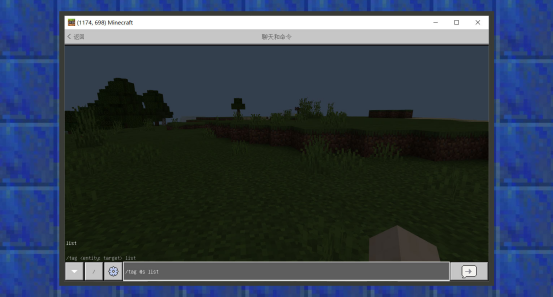 (1174, 698) Minecraft
返回
聊天和命令
list
/tag <entity: target> list
/tag @s list